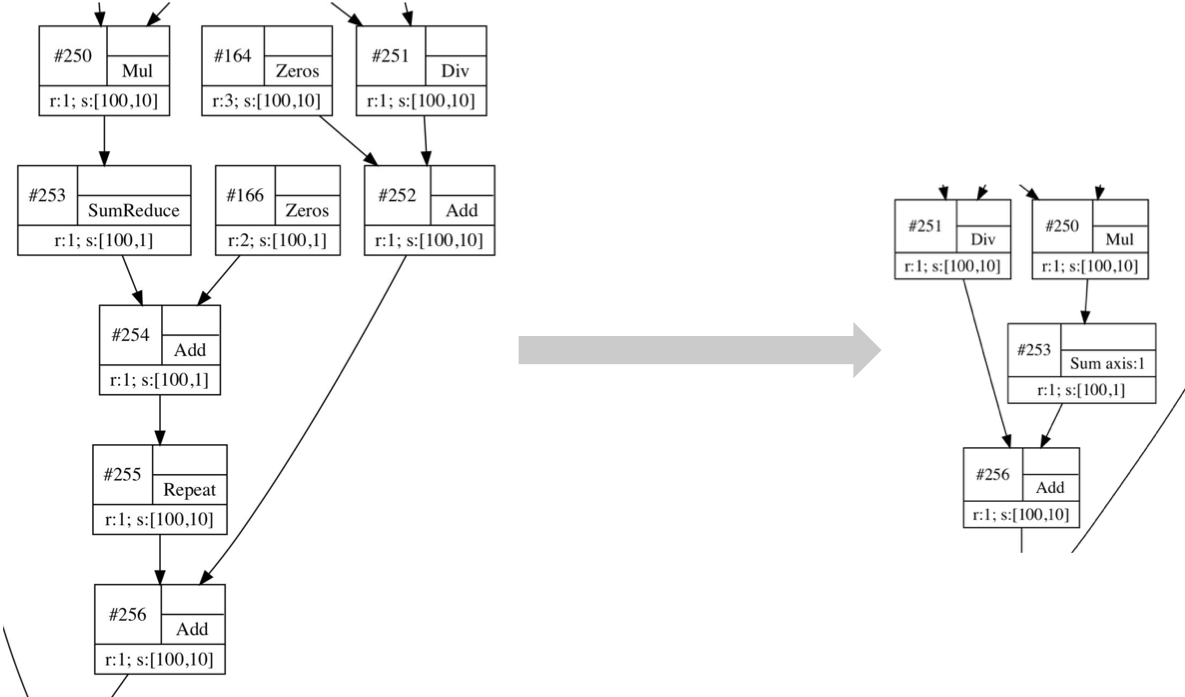 #250
Mul
r:1; s:[100,10]
#164
Zeros
r:3; s:[100,10]
#251
Div
r:1; s:[100,10]
#253
SumReduce
r:1; s:[100,1]
#166
Zeros
r:2; s:[100,1]
#252
Add
r:1; s:[100,10]
#254
Add
r:1; s:[100,1]
#255
Repeat
r:1; s:[100,10]
#256
Add
r:1; s:[100,10]
#251
Div
r:1; s:[100,10]
#250
Mul
r:1; s:[100,10]
#253
Sum axis:1
r:1; s:[100,1]
#256
Add
r:1; s:[100,10]